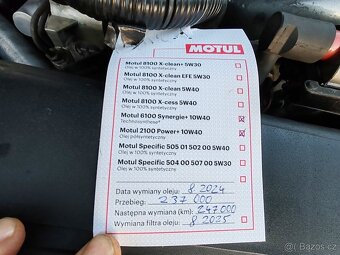 MOTUL
Motul 8100 X-clean+ 5W30
Olej w 100% syntetyczny
Motul 8100 X-clean EFE 5W30
Olej w 100% syntetyczny
Motul 8100 X-clean 5W40
Olej w 100% syntetyczny
Motul 8100 X-cess 5W40
Olej w 100% syntetyczny
Motul 6100 Synergie+ 10W40
Technosynthese®
Motul 2100 Power+ 10W40
Olej półsyntetyczny
Motul Specific 505 01 502 00 5W40
Olej w 100% syntetyczny
Motul Specific 504 00 507 00 5W30
Olej w 100% syntetyczny
Data wymiany oleju: 8 2024
Przebieg: 237 000
Następna wymiana (km): 247 000
Wymiana filtra oleju: 8 2025
Bazos.cz